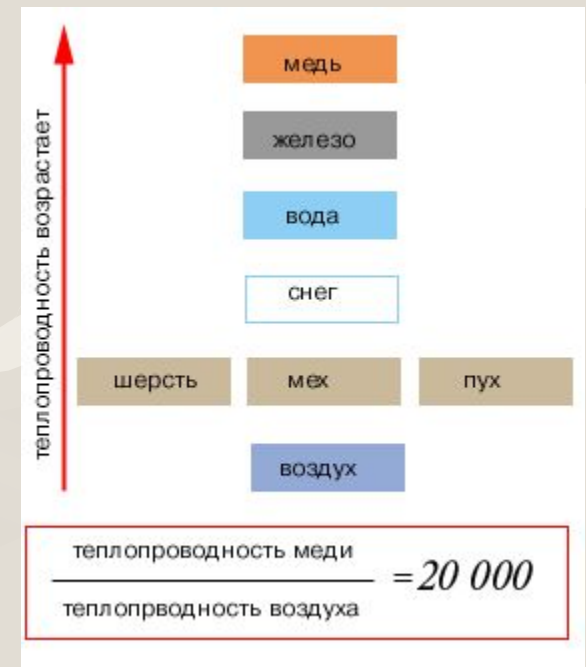 теплопроводность возрастает
медь
железо
вода
снег
шерсть мех пух
воздух
теплопроводность меди
теплопрводность воздуха
= 20 000